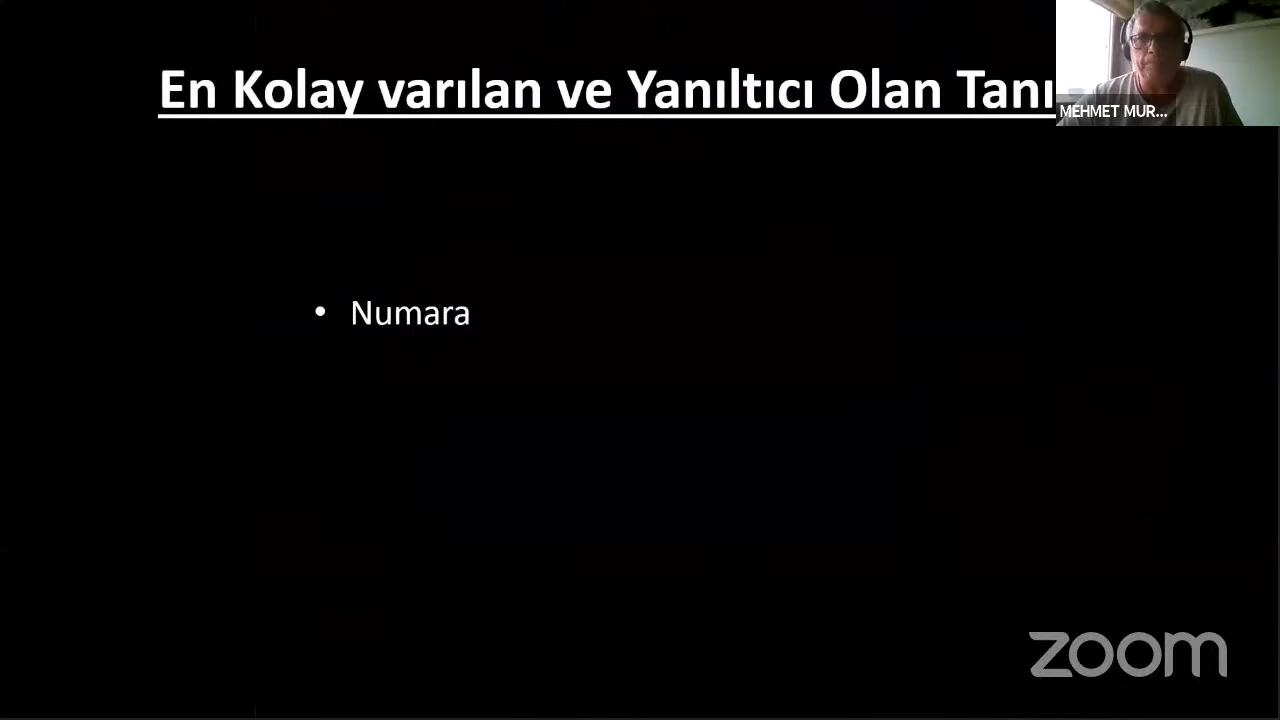 En Kolay varılan ve Yanıltıcı Olan Tanı
MEHMET MUR...
• Numara
zoom